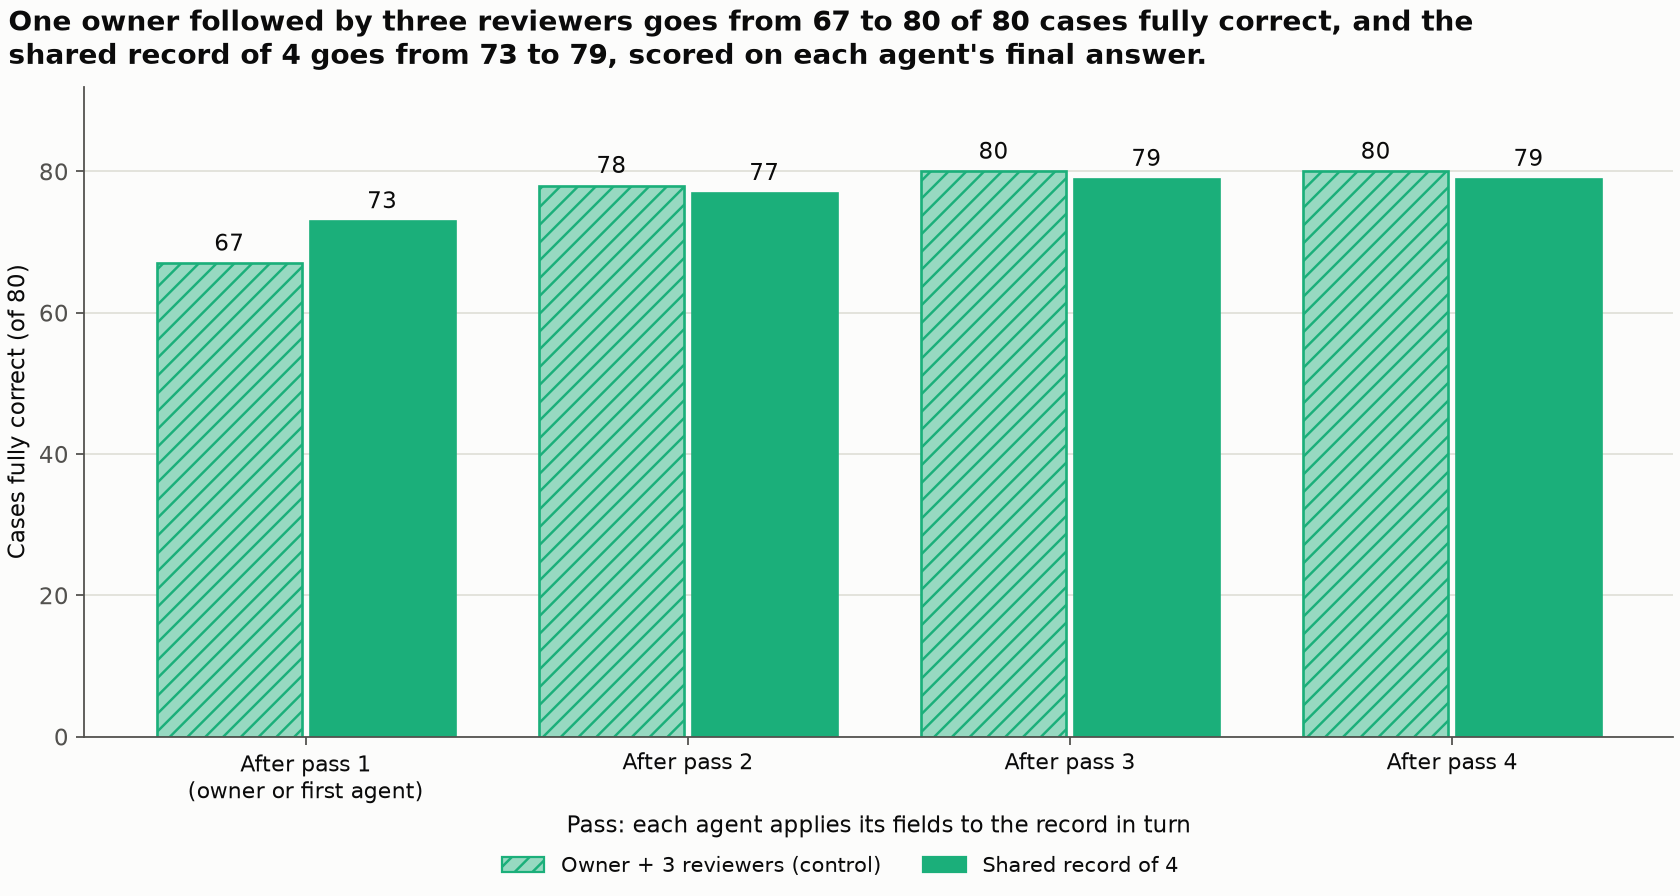 One owner followed by three reviewers goes from 67 to 80 of 80 cases fully correct, and the
shared record of 4 goes from 73 to 79, scored on each agent's final answer.
Cases fully correct (of 80)
80
60
40
20
0
67
73
78
77
80
79
80
79
After pass 1
(owner or first agent)
After pass 2
After pass 3
After pass 4
Pass: each agent applies its fields to the record in turn
Owner + 3 reviewers (control)
Shared record of 4